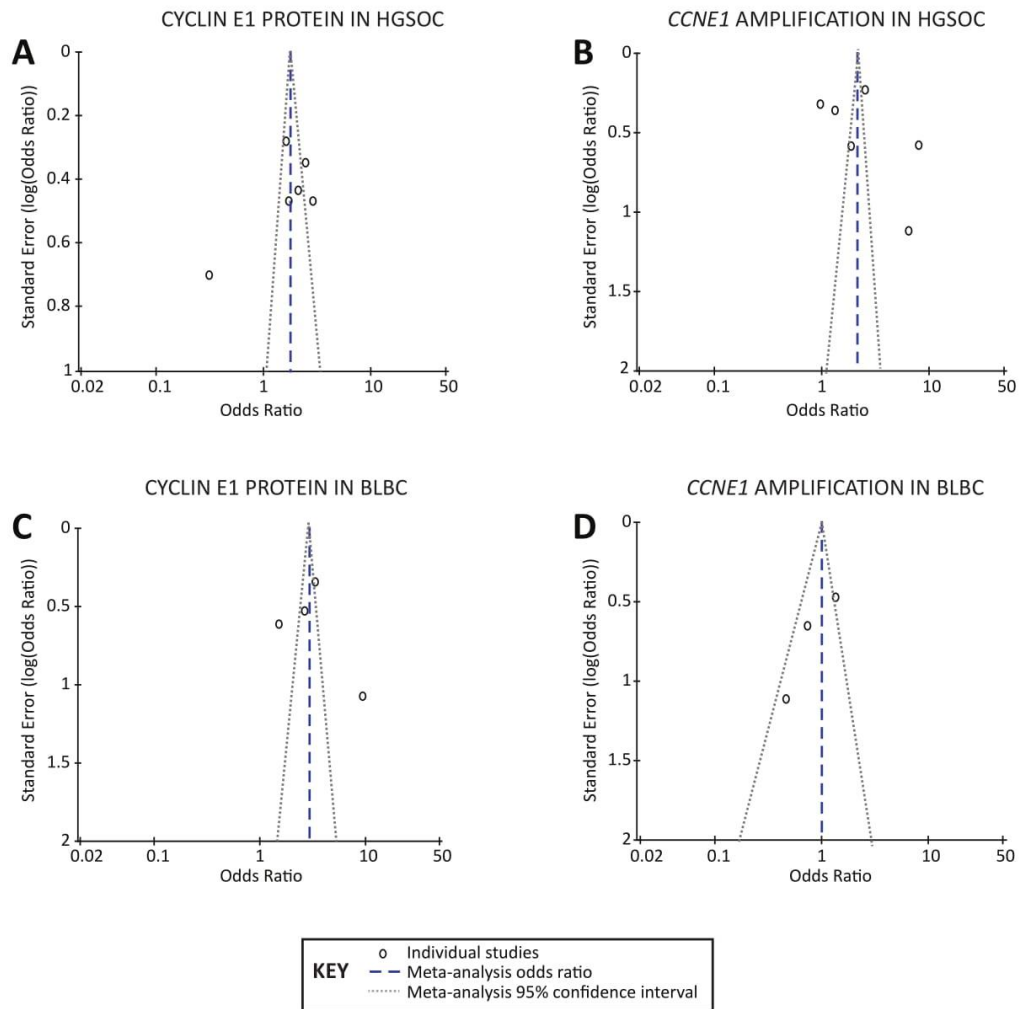 CYCLIN E1 PROTEIN IN HGSOC
A
Standard Error (log(Odds Ratio))
0
0.2
0.4
0.6
0.8
1
0.02 0.1 1 10 50
Odds Ratio
CCNE1 AMPLIFICATION IN HGSOC
B
Standard Error (log(Odds Ratio))
0
0.5
1
1.5
2
0.02 0.1 1 10 50
Odds Ratio
CYCLIN E1 PROTEIN IN BLBC
C
Standard Error (log(Odds Ratio))
0
0.5
1
1.5
2
0.02 0.1 1 10 50
Odds Ratio
CCNE1 AMPLIFICATION IN BLBC
D
Standard Error (log(Odds Ratio))
0
0.5
1
1.5
2
0.02 0.1 1 10 50
Odds Ratio
KEY
Individual studies
Meta-analysis odds ratio
Meta-analysis 95% confidence interval